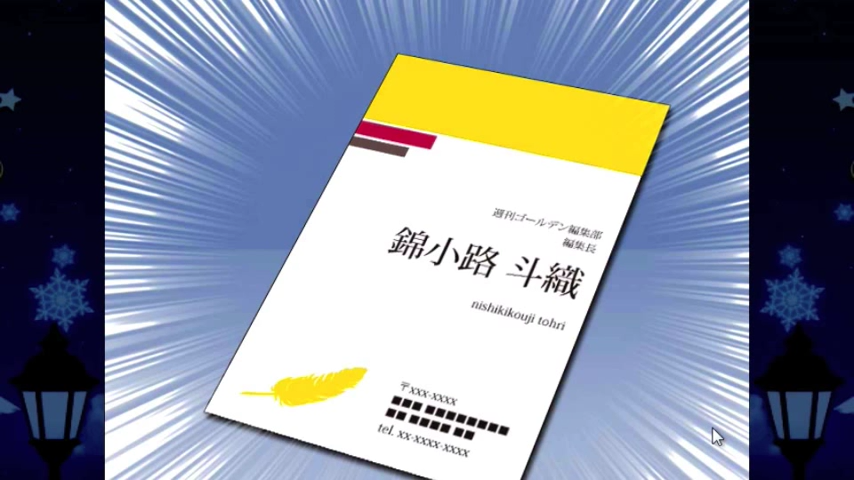 週刊ゴールデン編集部
編集長
錦小路 斗織
nishikikouji tohri
〒xxx-xxxx
■■■ ■■■■■■■■
■■ ■■■■■ ■■
tel. xx-xxxx-xxxx